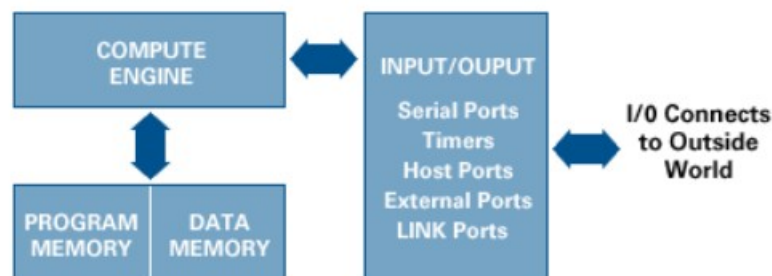 COMPUTE
ENGINE
PROGRAM
MEMORY
DATA
MEMORY
INPUT/OUPUT
Serial Ports
Timers
Host Ports
External Ports
LINK Ports
I/0 Connects
to Outside
World